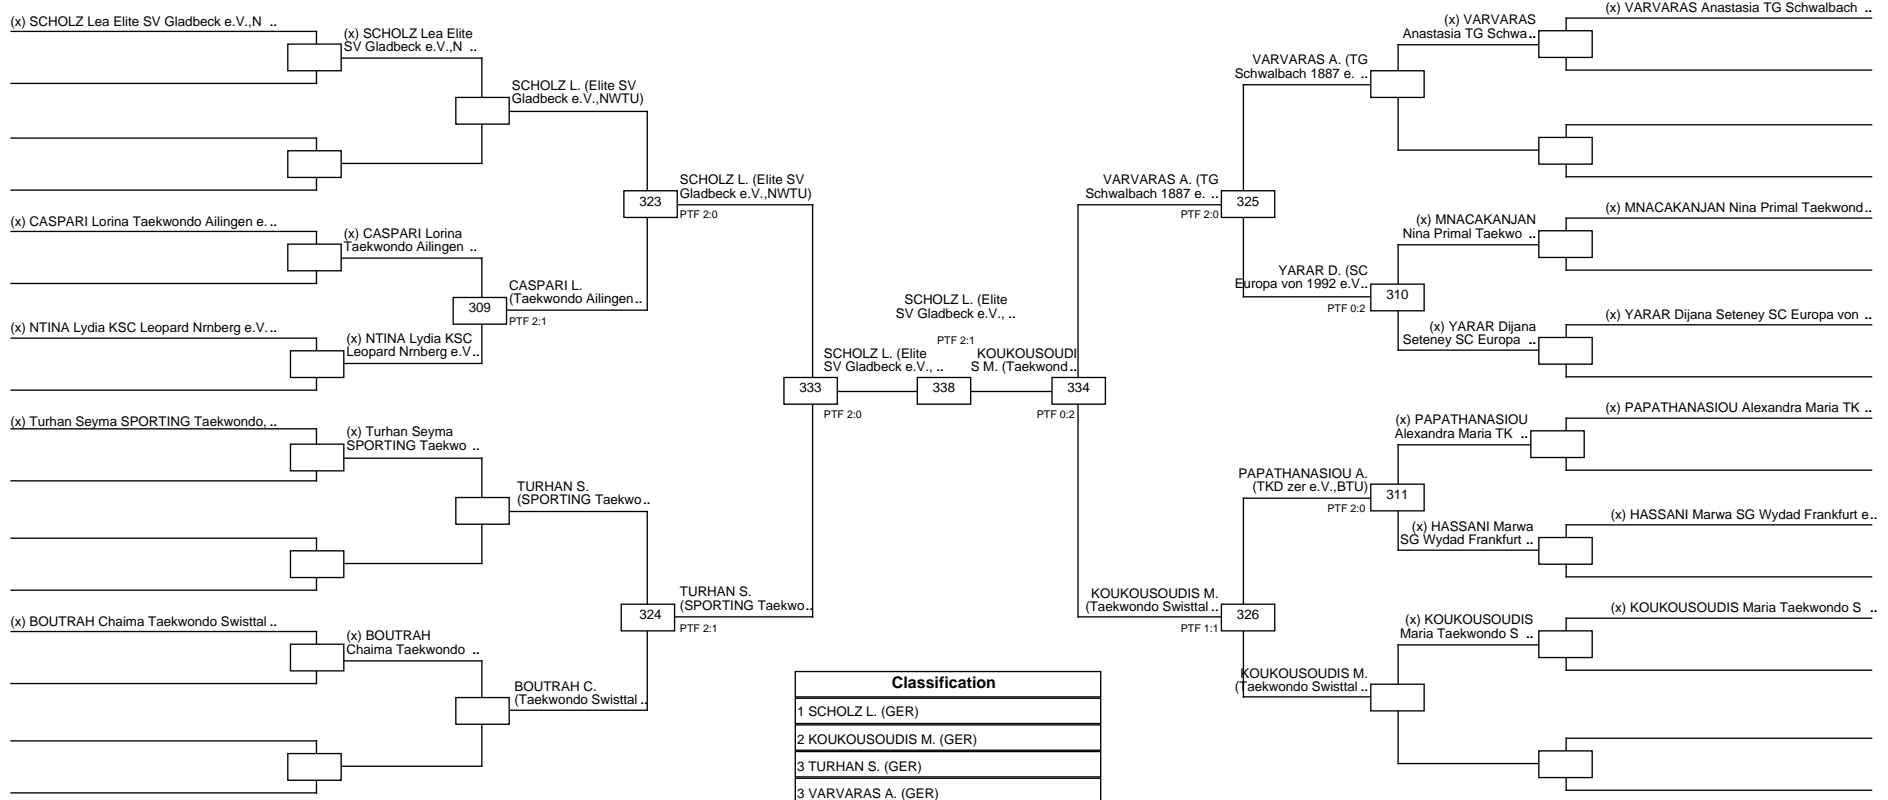 (x) SCHOLZ Lea Elite SV Gladbeck e.V.,N ..
(x) SCHOLZ Lea Elite
SV Gladbeck e.V.,N ..
SCHOLZ L. (Elite SV
Gladbeck e.V.,NWTU)
SCHOLZ L. (Elite SV
Gladbeck e.V.,NWTU)
323
PTF 2:0
(x) CASPARI Lorina Taekwondo Ailingen e. ..
(x) CASPARI Lorina
Taekwondo Ailingen ..
CASPARI L.
(Taekwondo Ailingen ..
309
PTF 2:1
(x) NTINA Lydia KSC Leopard Nrnberg e.V. ..
(x) NTINA Lydia KSC
Leopard Nrnberg e.V ..
(x) Turhan Seyma SPORTING Taekwondo, ..
(x) Turhan Seyma
SPORTING Taekwo ..
TURHAN S.
(SPORTING Taekwo ..
TURHAN S.
(SPORTING Taekwo ..
324
PTF 2:1
(x) BOUTRAH Chaima Taekwondo Swisttal ..
(x) BOUTRAH
Chaima Taekwondo ..
BOUTRAH C.
(Taekwondo Swisttal ..
SCHOLZ L. (Elite
SV Gladbeck e.V., ..
PTF 2:1
SCHOLZ L. (Elite
SV Gladbeck e.V., ..
333
PTF 2:0
338
KOUKOUSOUDI
S M. (Taekwond ..
334
PTF 0:2
(x) VARVARAS Anastasia TG Schwalbach ..
(x) VARVARAS
Anastasia TG Schwa ..
VARVARAS A. (TG
Schwalbach 1887 e. ..
VARVARAS A. (TG
Schwalbach 1887 e. ..
325
PTF 2:0
(x) MNACAKANJAN Nina Primal Taekwond ..
(x) MNACAKANJAN
Nina Primal Taekwo ..
YARAR D. (SC
Europa von 1992 e.V ..
310
PTF 0:2
(x) YARAR Dijana Seteney SC Europa von ..
(x) YARAR Dijana
Seteney SC Europa ..
(x) PAPATHANASIOU Alexandra Maria TK ..
(x) PAPATHANASIOU
Alexandra Maria TK ..
PAPATHANASIOU A.
(TKD zer e.V.,BTU)
311
PTF 2:0
(x) HASSANI Marwa SG Wydad Frankfurt e ..
(x) HASSANI Marwa
SG Wydad Frankfurt ..
KOUKOUSOUDIS M.
(Taekwondo Swisttal ..
326
PTF 1:1
(x) KOUKOUSOUDIS Maria Taekwondo S ..
(x) KOUKOUSOUDIS
Maria Taekwondo S ..
KOUKOUSOUDIS M.
(Taekwondo Swisttal ..
Classification
1 SCHOLZ L. (GER)
2 KOUKOUSOUDIS M. (GER)
3 TURHAN S. (GER)
3 VARVARAS A. (GER)